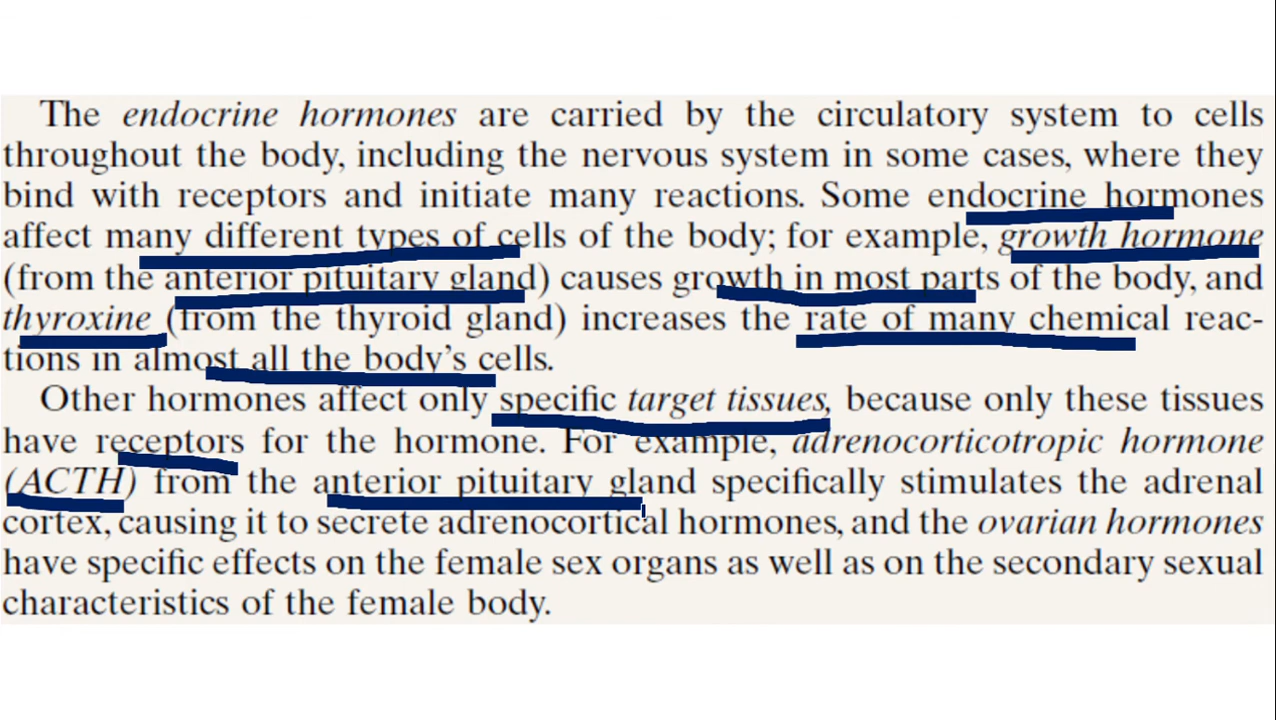 The endocrine hormones are carried by the circulatory system to cells
throughout the body, including the nervous system in some cases, where they
bind with receptors and initiate many reactions. Some endocrine hormones
affect many different types of cells of the body; for example, growth hormone
(from the anterior pituitary gland) causes growth in most parts of the body, and
thyroxine (from the thyroid gland) increases the rate of many chemical reac-
tions in almost all the body's cells.
Other hormones affect only specific target tissues, because only these tissues
have receptors for the hormone. For example, adrenocorticotropic hormone
(ACTH) from the anterior pituitary gland specifically stimulates the adrenal
cortex, causing it to secrete adrenocortical hormones, and the ovarian hormones
have specific effects on the female sex organs as well as on the secondary sexual
characteristics of the female body.